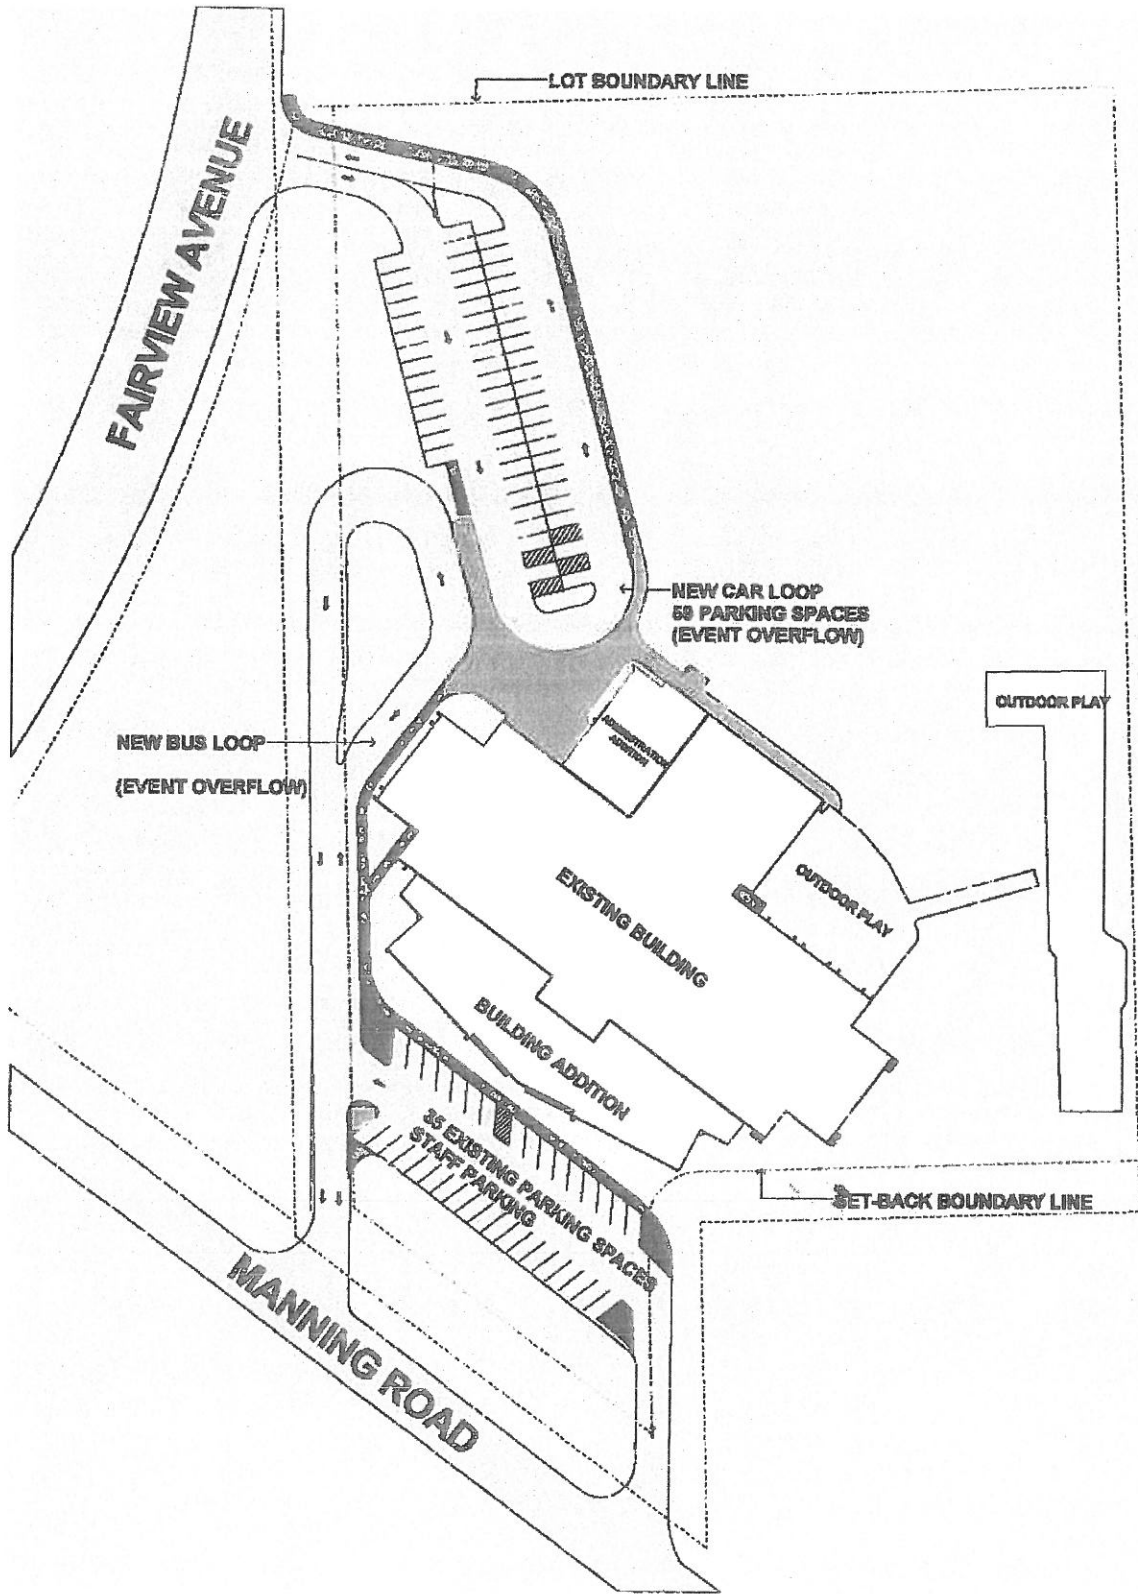 LOT BOUNDARY LINE
FAIRVIEW AVENUE
NEW CAR LOOP
59 PARKING SPACES
(EVENT OVERFLOW)
OUTDOOR PLAY
ADMINISTRATION
ADDITION
NEW BUS LOOP
(EVENT OVERFLOW)
EXISTING BUILDING
OUTDOOR PLAY
BUILDING ADDITION
35 EXISTING PARKING SPACES
STAFF PARKING
SET-BACK BOUNDARY LINE
MANNING ROAD